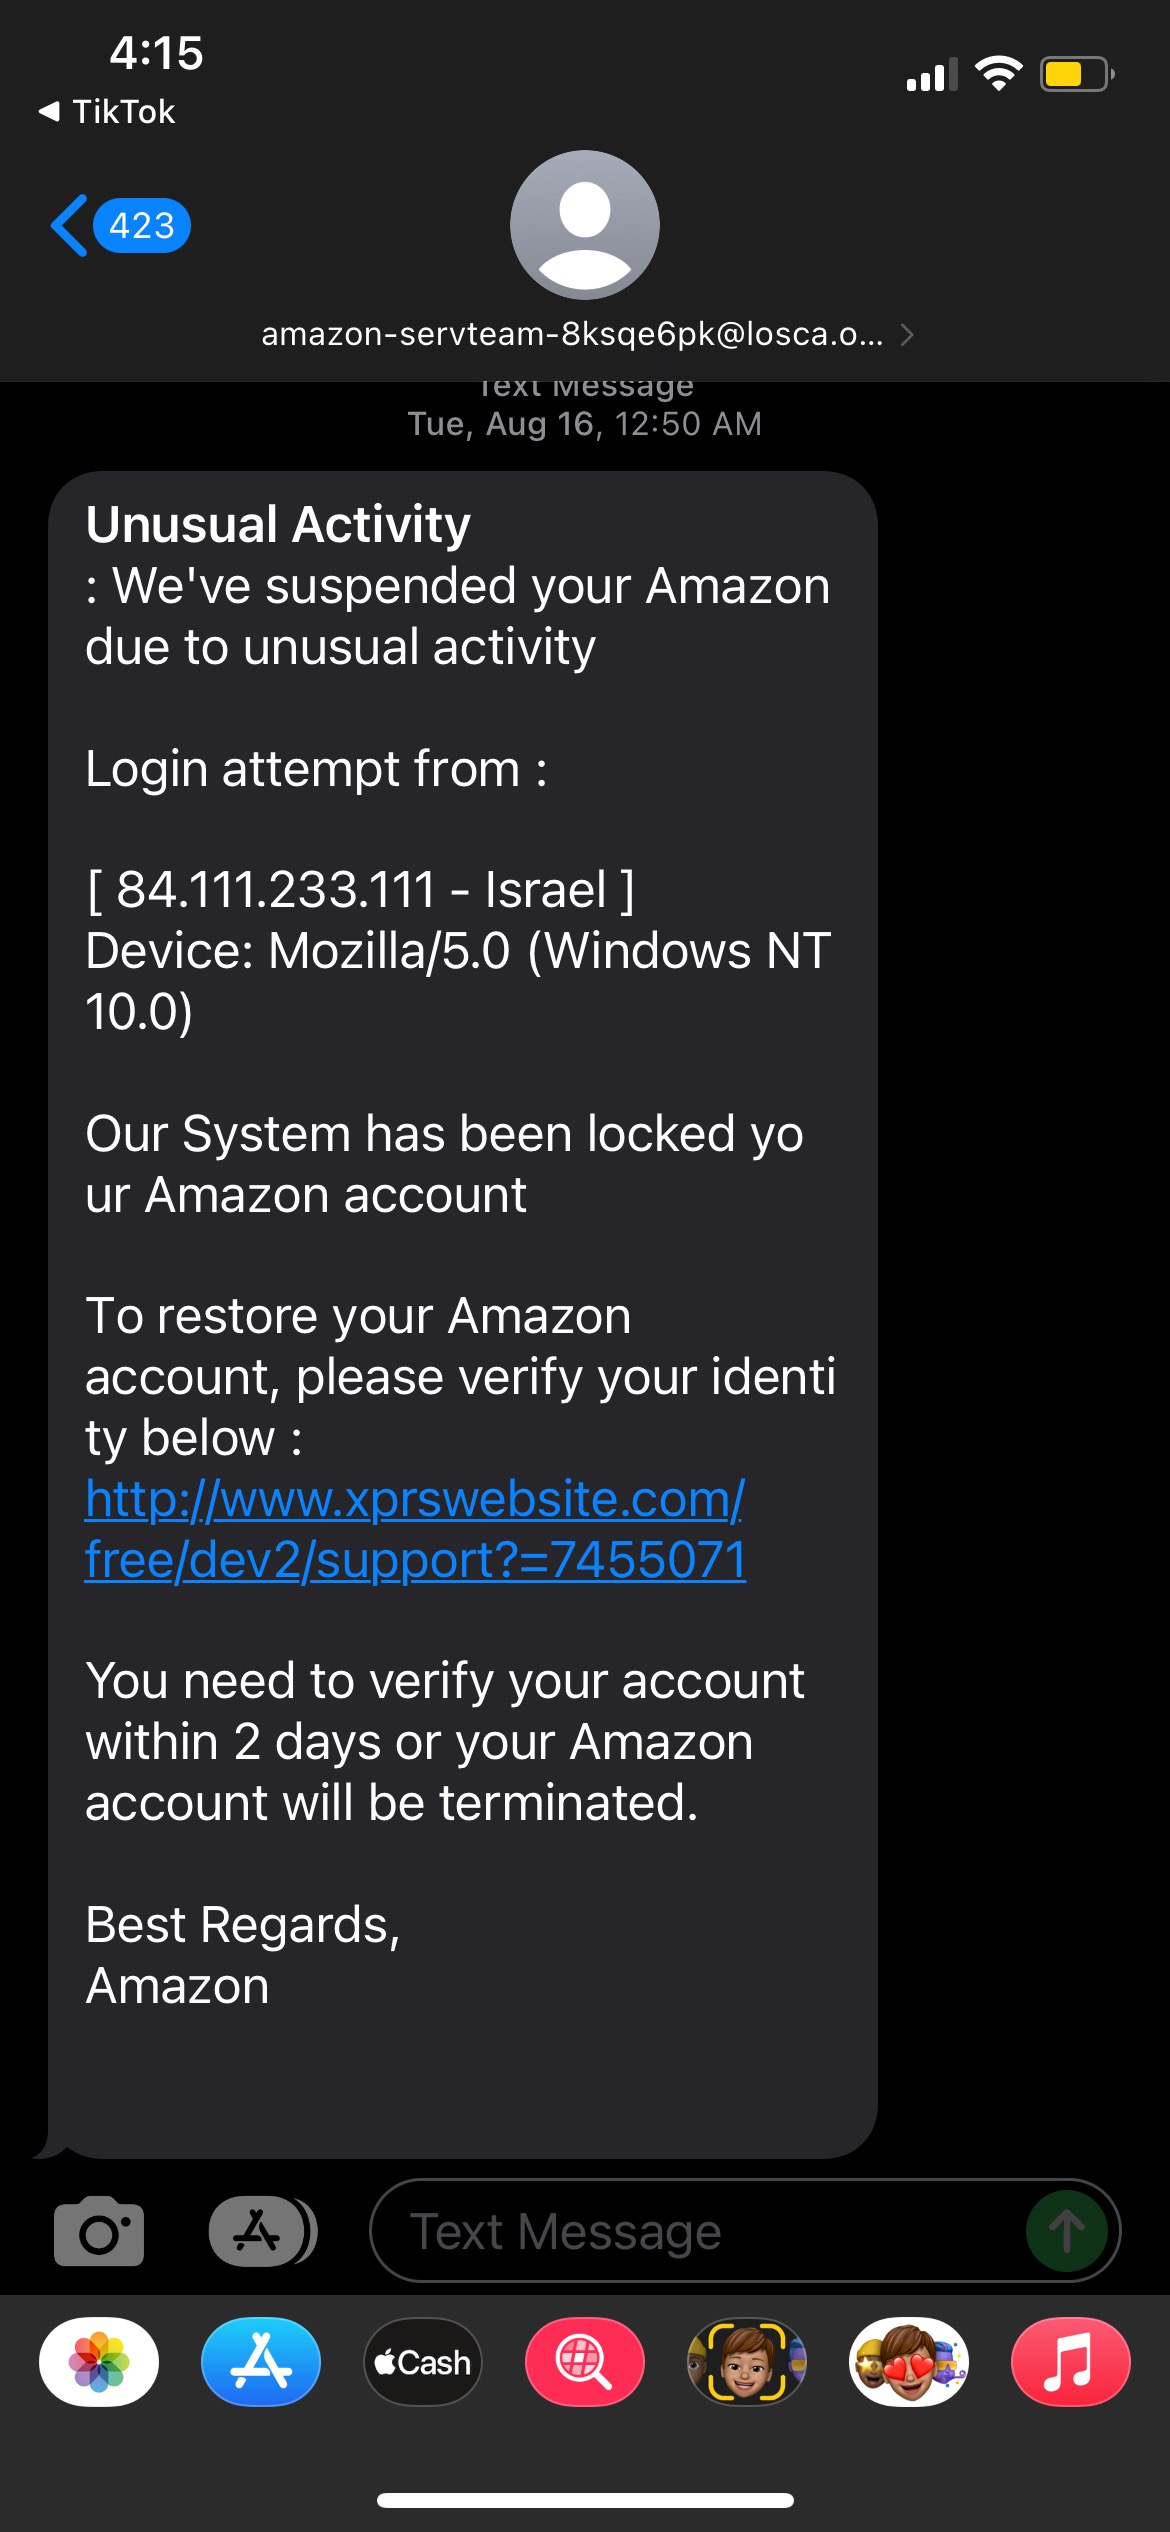 4:15
TikTok
423
amazon-servteam-8ksqe6pk@losca.o...
Text Message
Tue, Aug 16, 12:50 AM
Unusual Activity
: We've suspended your Amazon
due to unusual activity
Login attempt from :
[ 84.111.233.111 - Israel ]
Device: Mozilla/5.0 (Windows NT
10.0)
Our System has been locked yo
ur Amazon account
To restore your Amazon
account, please verify your identi
ty below :
http://www.xprswebsite.com/
free/dev2/support?=7455071
You need to verify your account
within 2 days or your Amazon
account will be terminated.
Best Regards,
Amazon
Text Message
Cash